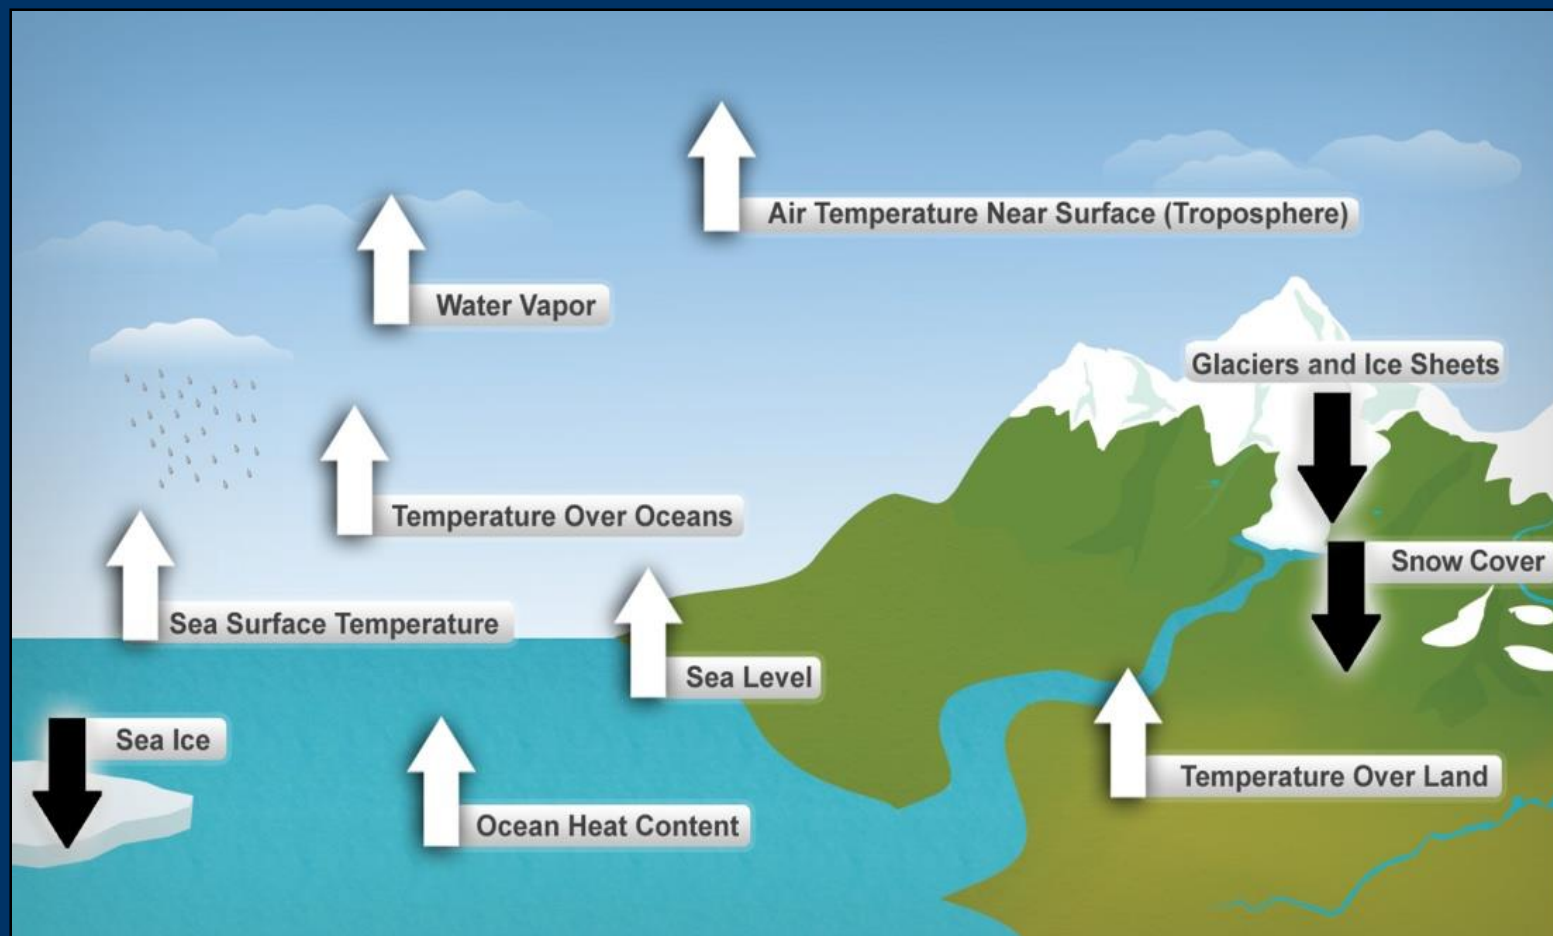 Air Temperature Near Surface (Troposphere)
Water Vapor
Glaciers and Ice Sheets
Temperature Over Oceans
Snow Cover
Sea Surface Temperature
Sea Level
Sea Ice
Temperature Over Land
Ocean Heat Content